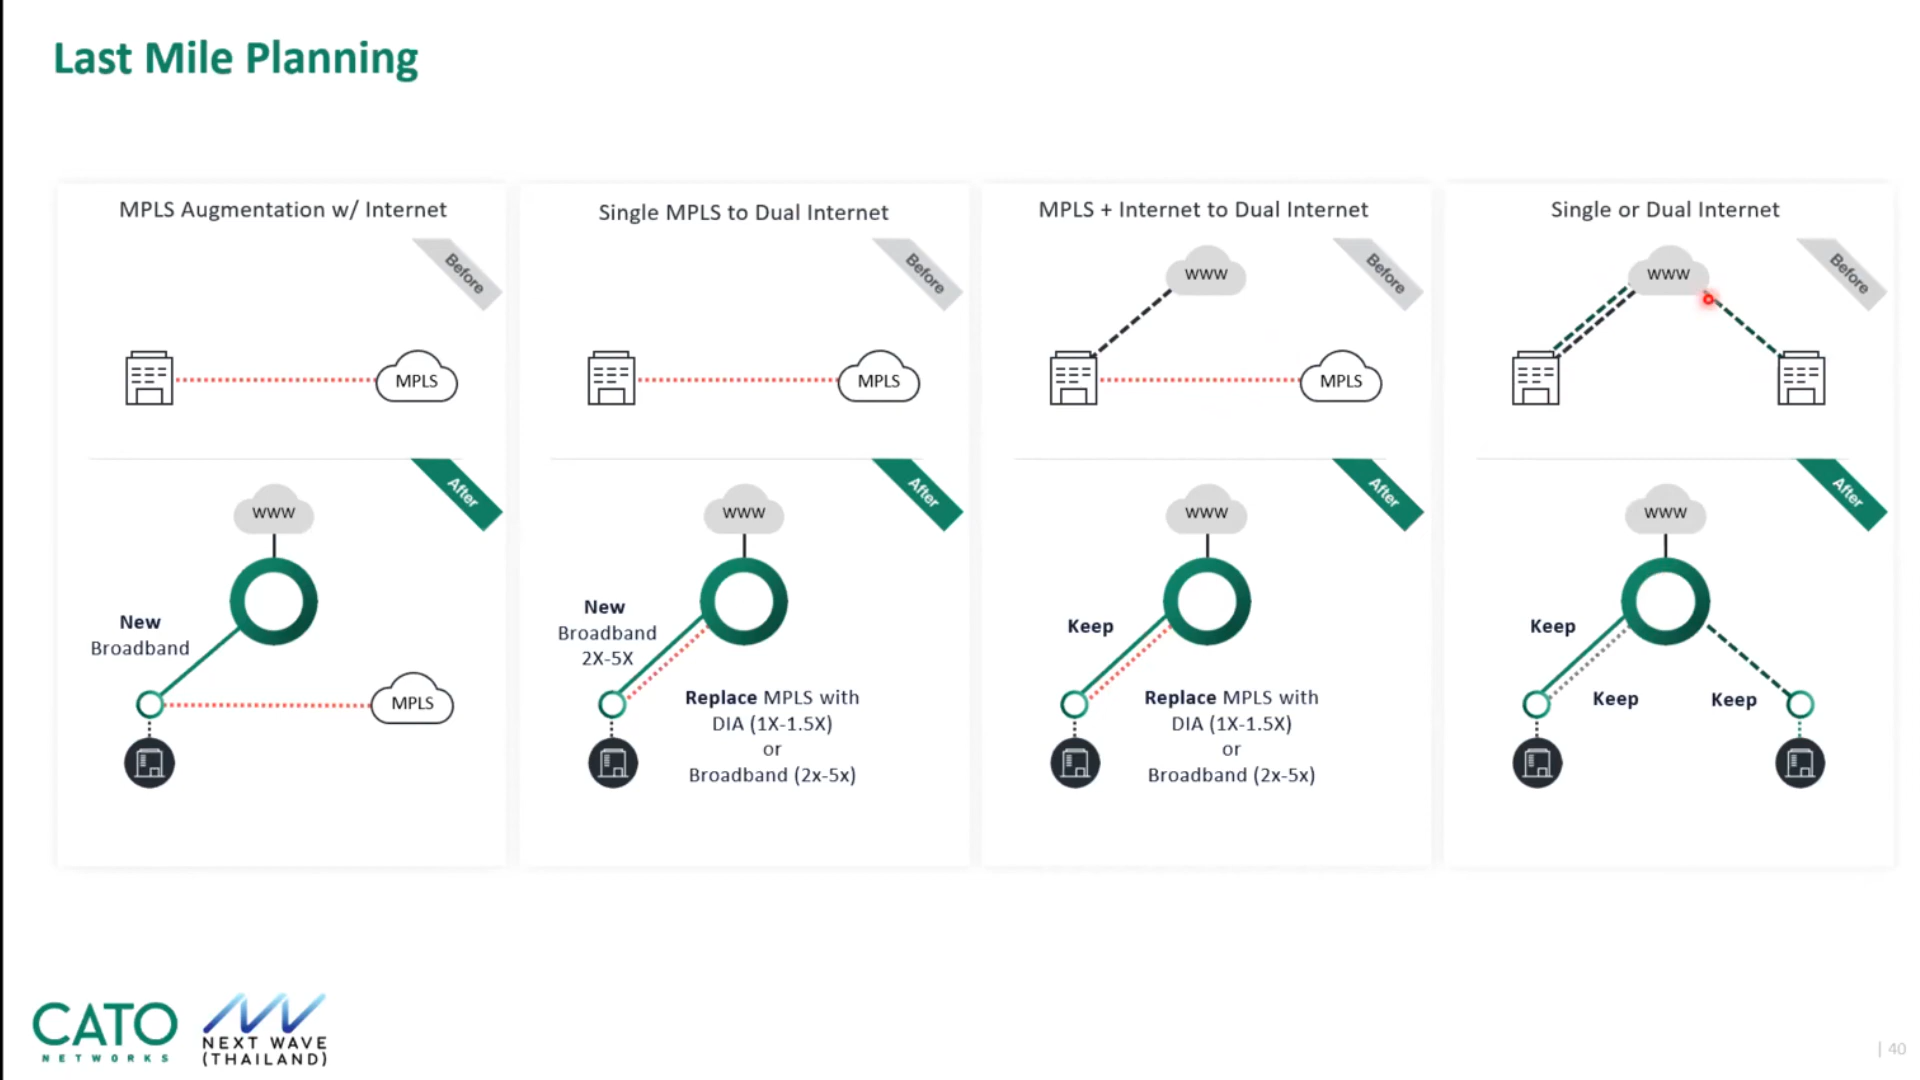 Last Mile Planning
MPLS Augmentation w/ Internet
Before
MPLS
After
WWW
New
Broadband
MPLS
Single MPLS to Dual Internet
Before
MPLS
After
WWW
New
Broadband
2X-5X
Replace MPLS with
DIA (1X-1.5X)
or
Broadband (2x-5x)
MPLS + Internet to Dual Internet
Before
WWW
MPLS
After
WWW
Keep
Replace MPLS with
DIA (1X-1.5X)
or
Broadband (2x-5x)
Single or Dual Internet
Before
WWW
After
WWW
Keep
Keep
Keep
CATO
NETWORKS
NEXT WAVE
(THAILAND)
| 40